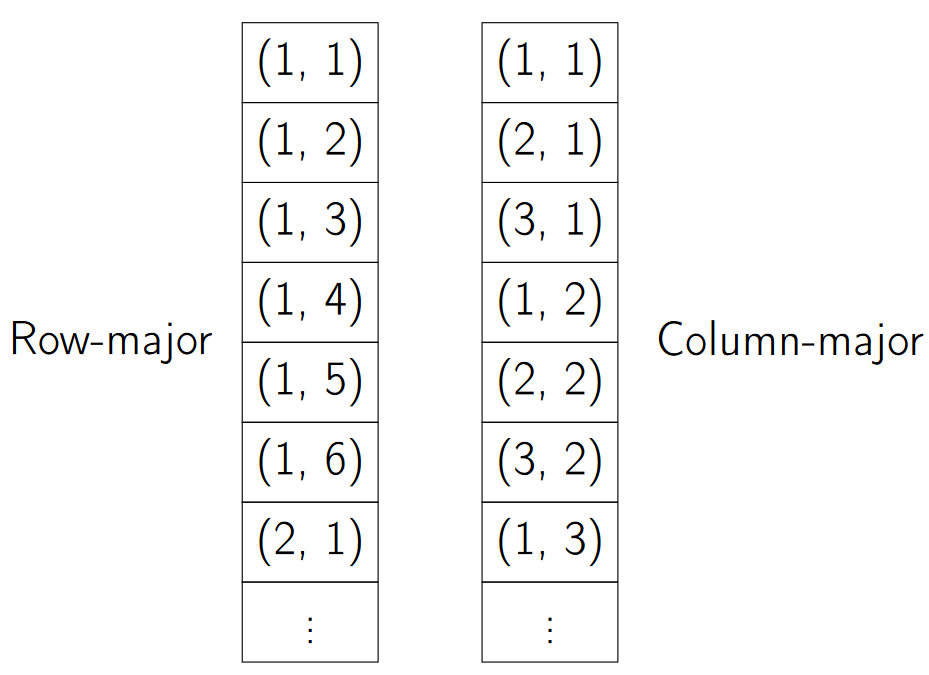 (1, 1) (1, 1)
(1, 2) (2, 1)
(1, 3) (3, 1)
(1, 4) (1, 2)
Row-major Column-major
(1, 5) (2, 2)
(1, 6) (3, 2)
(2, 1) (1, 3)
⋮ ⋮